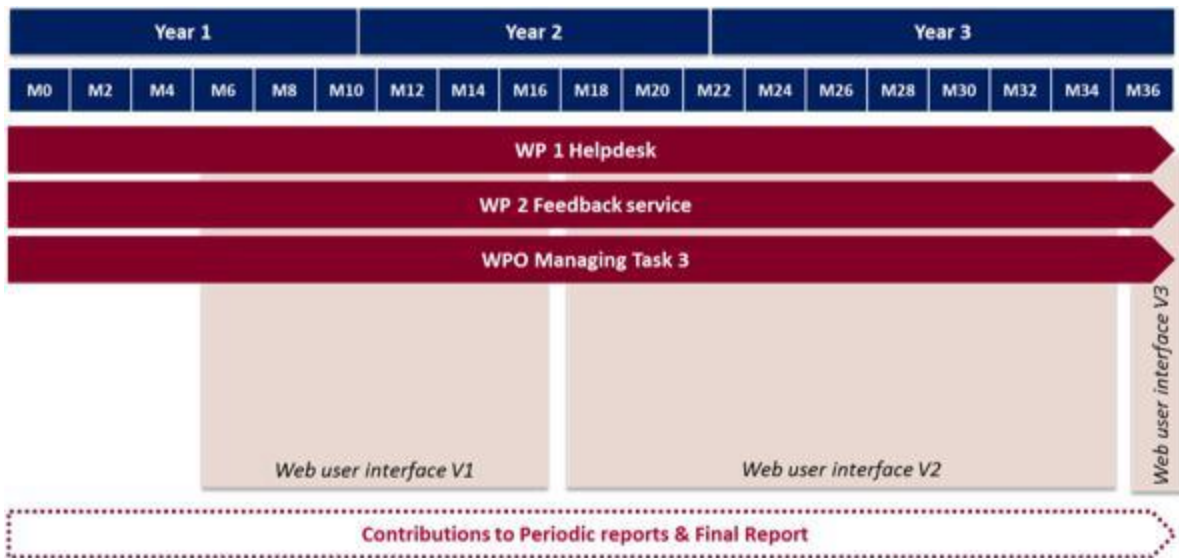 Year 1 Year 2 Year 3
M0 M2 M4 M6 M8 M10 M12 M14 M16 M18 M20 M22 M24 M26 M28 M30 M32 M34 M36
WP 1 Helpdesk
WP 2 Feedback service
WPO Managing Task 3
Web user interface V1
Web user interface V2
Web user interface V3
Contributions to Periodic reports & Final Report